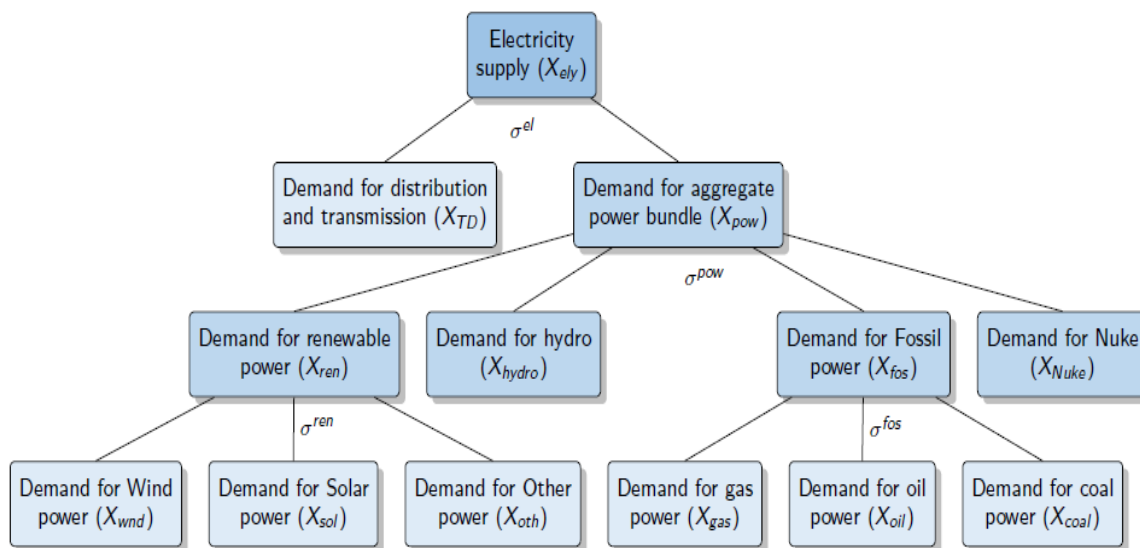 Electricity
supply (X_ely)
σ^el
Demand for distribution
and transmission (X_TD)
Demand for aggregate
power bundle (X_pow)
σ^pow
Demand for renewable
power (X_ren)
Demand for hydro
(X_hydro)
Demand for Fossil
power (X_fos)
Demand for Nuke
(X_Nuke)
σ^ren
σ^fos
Demand for Wind
power (X_wnd)
Demand for Solar
power (X_sol)
Demand for Other
power (X_oth)
Demand for gas
power (X_gas)
Demand for oil
power (X_oil)
Demand for coal
power (X_coal)